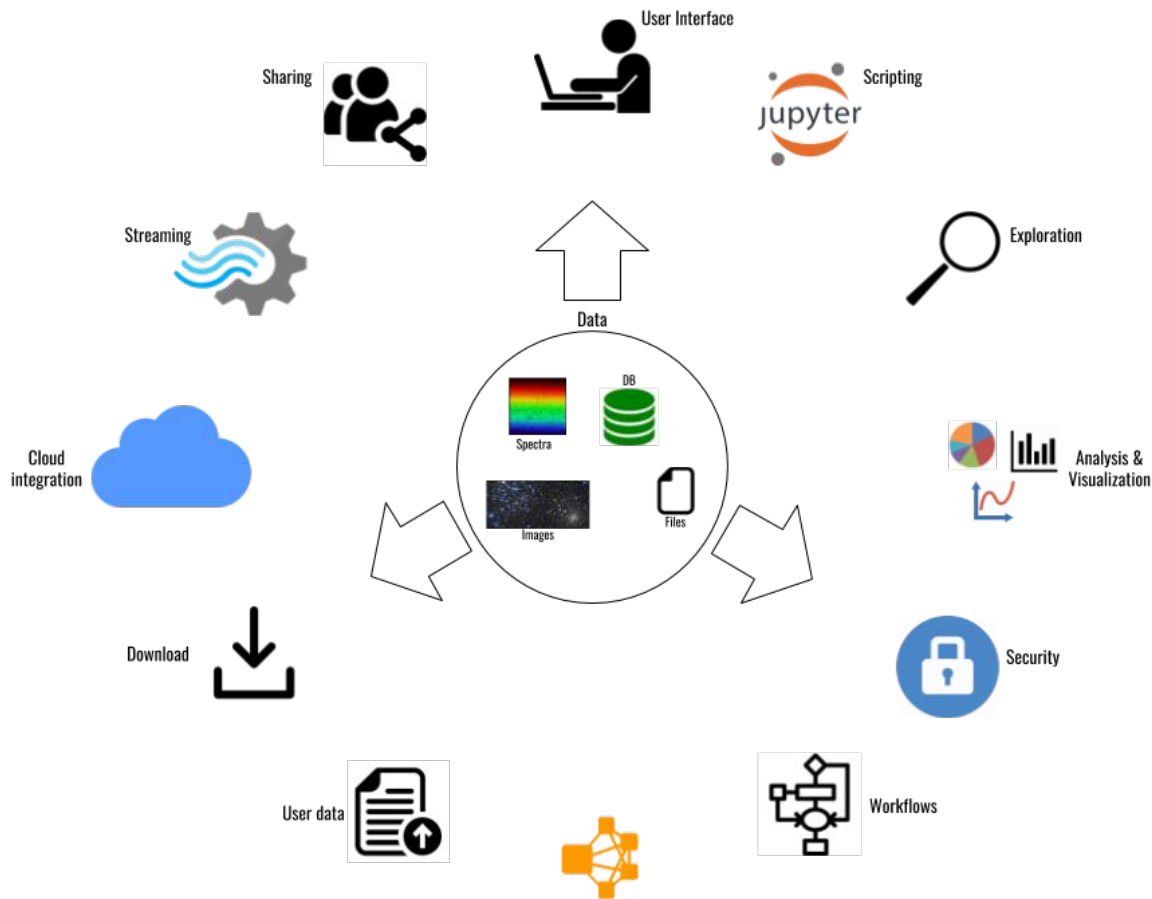 User Interface
Sharing
Scripting
jupyter
Streaming
Exploration
Data
DB
Spectra
Cloud
integration
Analysis &
Visualization
Images
Files
Download
Security
User data
Workflows